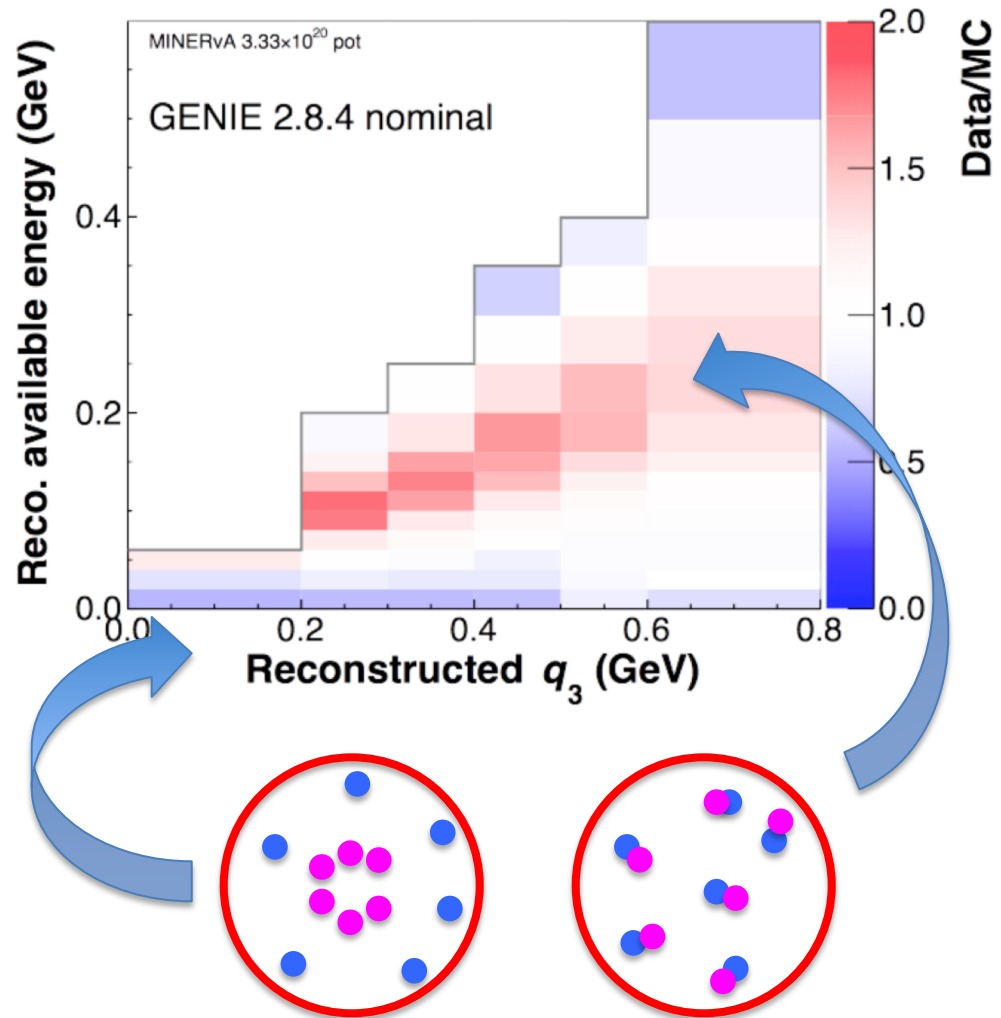 MINERvA 3.33×10²⁰ pot
GENIE 2.8.4 nominal
Reco. available energy (GeV)
0.4
0.2
0.0
0.0 0.2 0.4 0.6 0.8
Reconstructed q₃ (GeV)
2.0
1.5
1.0
0.5
0.0
Data/MC